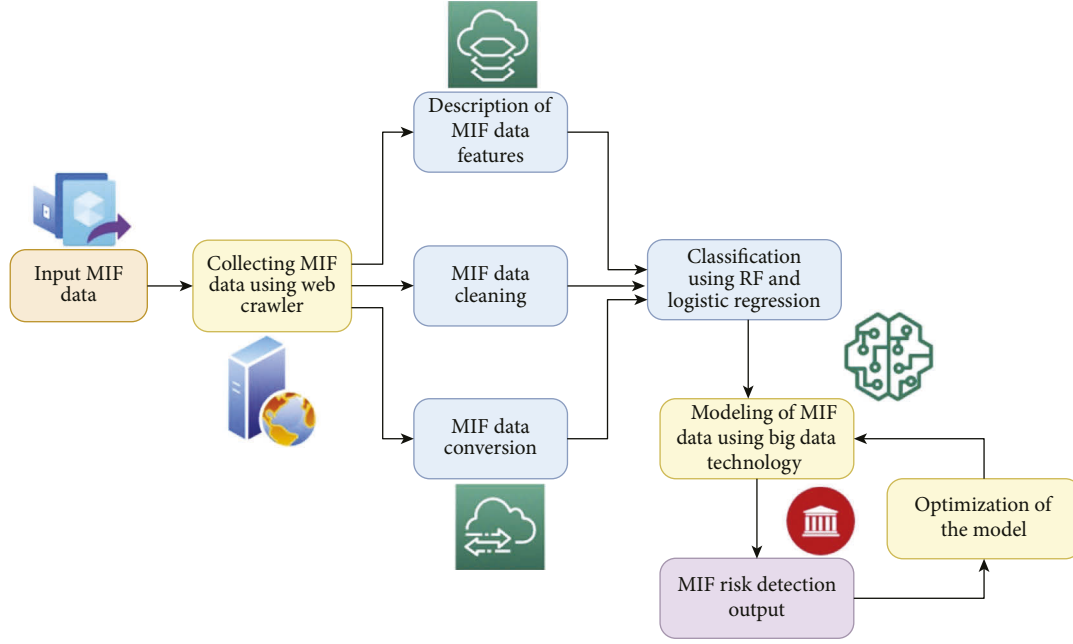 Description of
MIF data
features
Input MIF
data
Collecting MIF
data using web
crawler
MIF data
cleaning
Classification
using RF and
logistic regression
MIF data
conversion
Modeling of MIF
data using big data
technology
Optimization of
the model
MIF risk detection
output